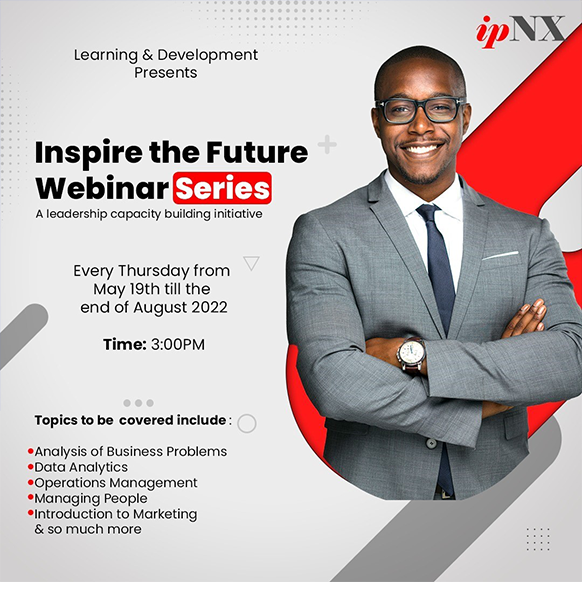 ipNX
Learning & Development
Presents
Inspire the Future
Webinar Series
A leadership capacity building initiative
Every Thursday from
May 19th till the
end of August 2022
Time: 3:00PM
Topics to be covered include :
•Analysis of Business Problems
•Data Analytics
•Operations Management
•Managing People
•Introduction to Marketing
& so much more